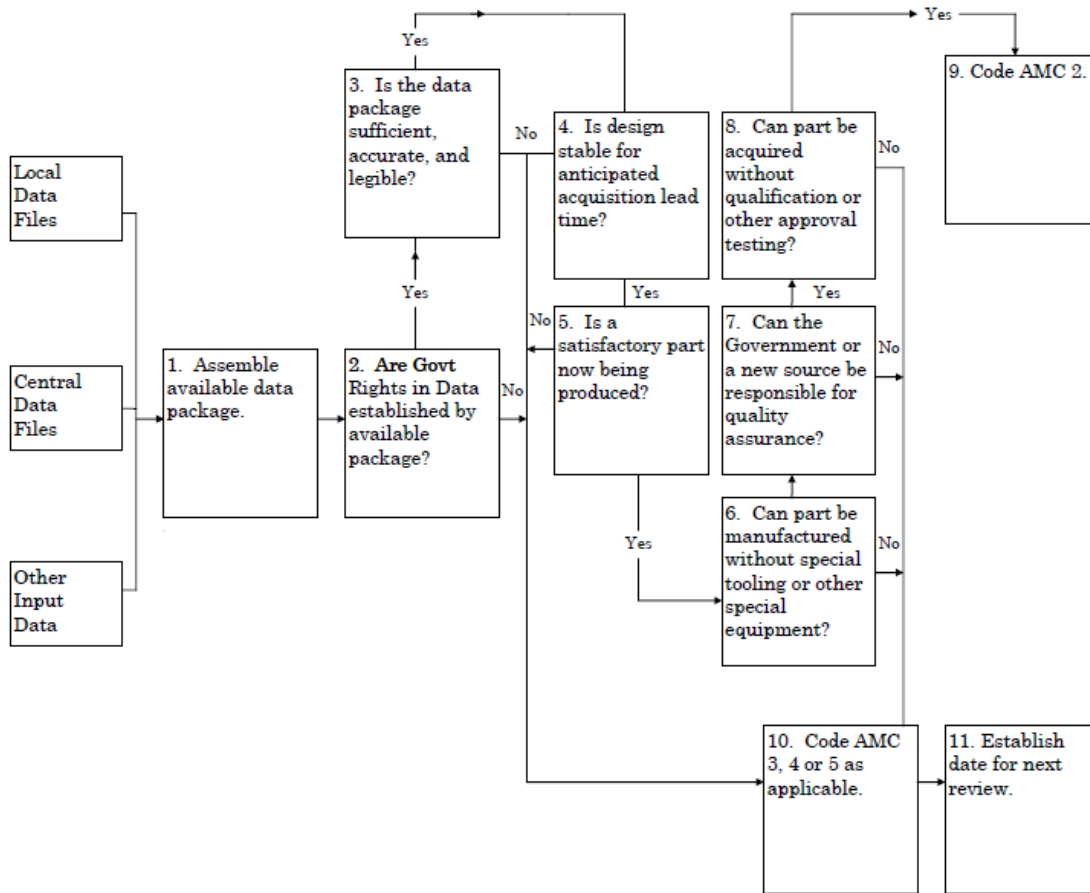 Local
Data
Files
Central
Data
Files
Other
Input
Data
1. Assemble
available data
package.
2. Are Govt
Rights in Data
established by
available
package?
No
Yes
3. Is the data
package
sufficient,
accurate, and
legible?
Yes
No
4. Is design
stable for
anticipated
acquisition lead
time?
Yes
No
5. Is a
satisfactory part
now being
produced?
Yes
6. Can part be
manufactured
without special
tooling or other
special
equipment?
No
7. Can the
Government or
a new source be
responsible for
quality
assurance?
No
Yes
8. Can part be
acquired
without
qualification or
other approval
testing?
No
Yes
9. Code AMC 2.
10. Code AMC
3, 4 or 5 as
applicable.
11. Establish
date for next
review.